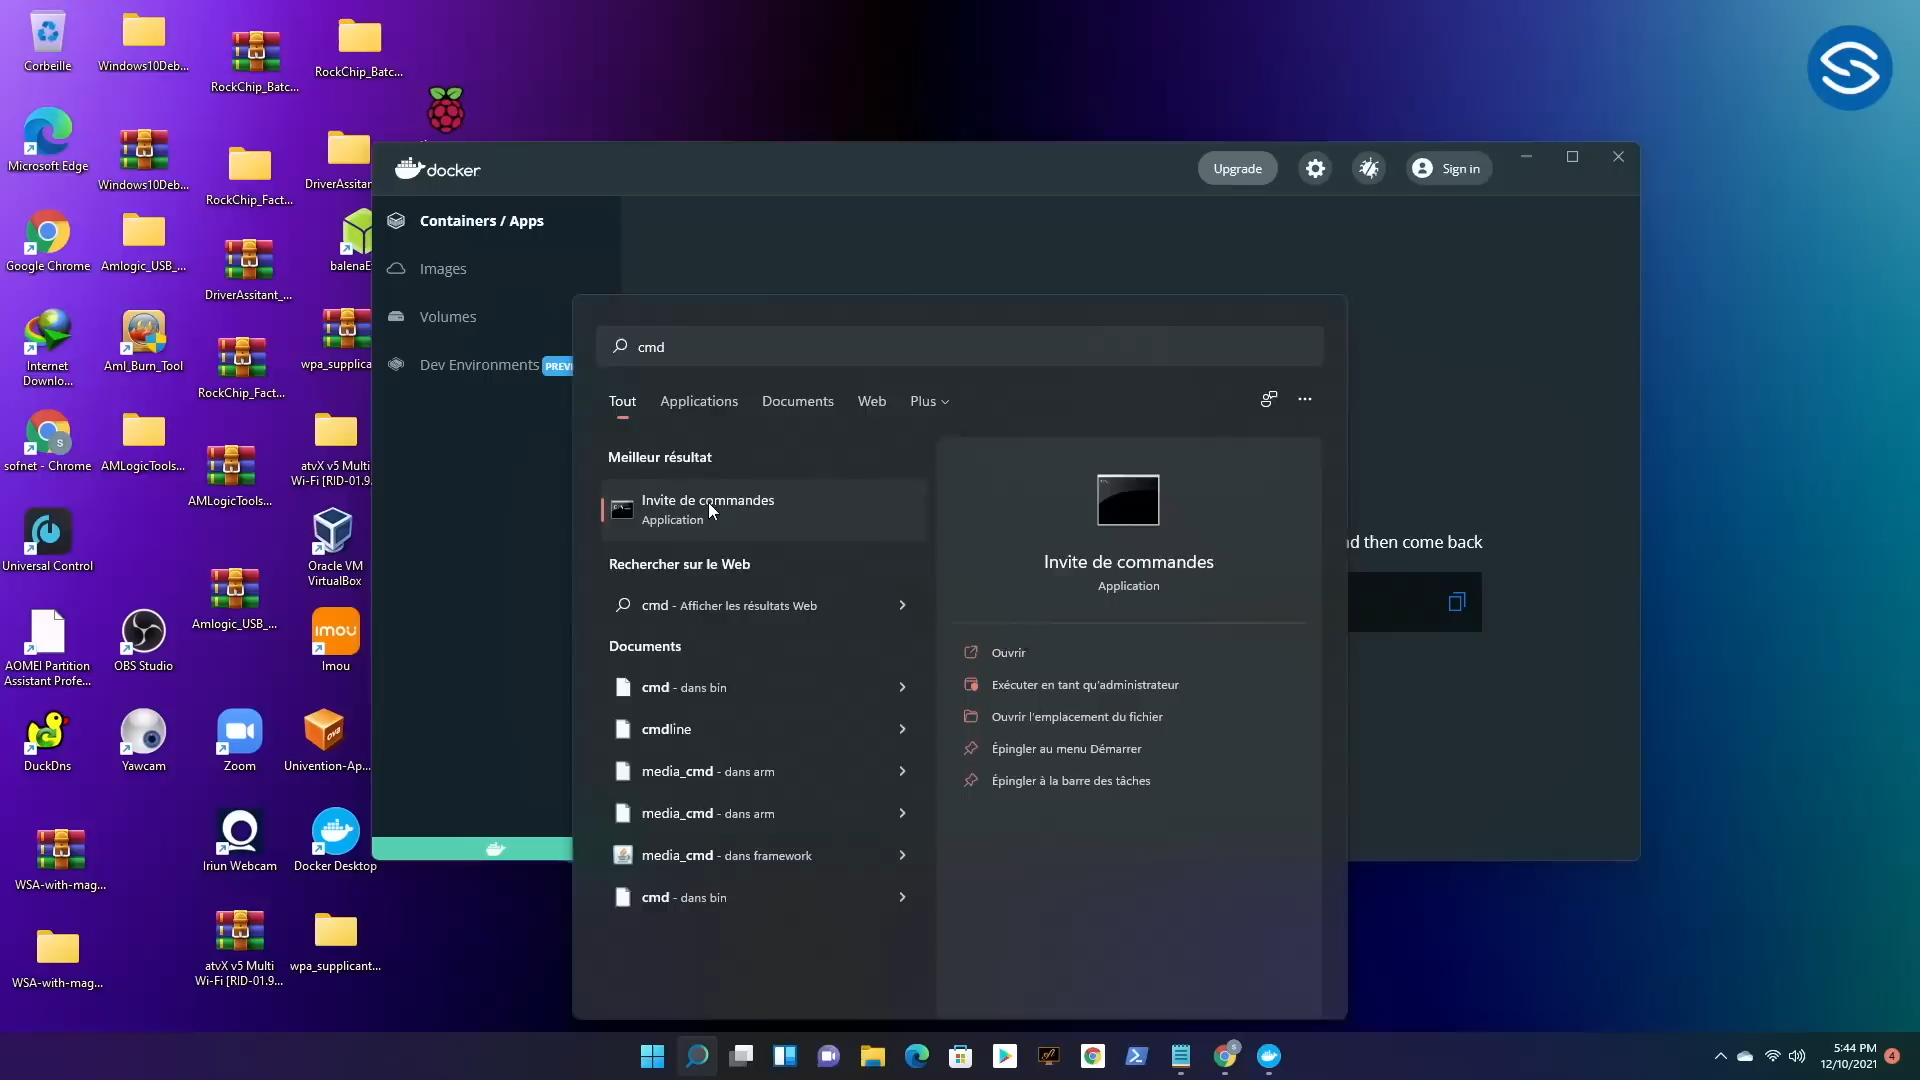 Corbeille
Windows10Deb...
RockChip_Batc...
RockChip_Batc...
Microsoft Edge
Windows10Deb...
RockChip_Fact...
DriverAssitan
Google Chrome
Amlogic_USB_...
DriverAssitant_...
balenaE
Internet
Downlo...
Aml_Burn_Tool
RockChip_Fact...
wpa_supplica
sofnet - Chrome
AMLogicTools...
AMLogicTools...
atvX v5 Multi
Wi-Fi [RID-01.9
Universal Control
Amlogic_USB_...
Oracle VM
VirtualBox
AOMEI Partition
Assistant Profe...
OBS Studio
imou
Imou
DuckDns
Yawcam
Zoom
OVA
Univention-Ap...
WSA-with-mag...
Iriun Webcam
Docker Desktop
WSA-with-mag...
atvX v5 Multi
Wi-Fi [RID-01.9...
wpa_supplicant...
docker
Upgrade
Sign in
Containers / Apps
Images
Volumes
Dev Environments
PREVI
nd then come back
cmd
Tout
Applications
Documents
Web
Plus
Meilleur résultat
Invite de commandes
Application
Rechercher sur le Web
cmd - Afficher les résultats Web
Documents
cmd - dans bin
cmdline
media_cmd - dans arm
media_cmd - dans arm
media_cmd - dans framework
cmd - dans bin
Invite de commandes
Application
Ouvrir
Exécuter en tant qu'administrateur
Ouvrir l'emplacement du fichier
Épingler au menu Démarrer
Épingler à la barre des tâches
5:44 PM
12/10/2021
4